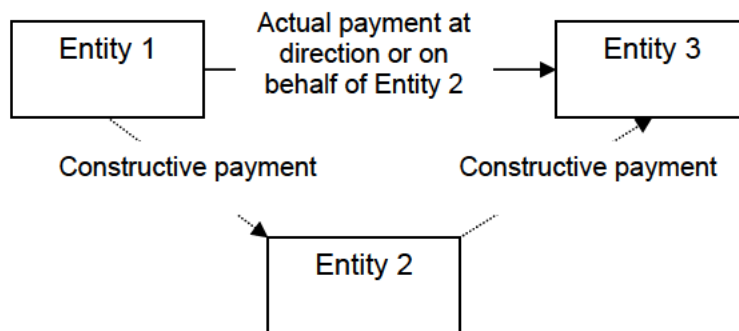 Entity 1
Actual payment at
direction or on
behalf of Entity 2
Entity 3
Constructive payment
Constructive payment
Entity 2